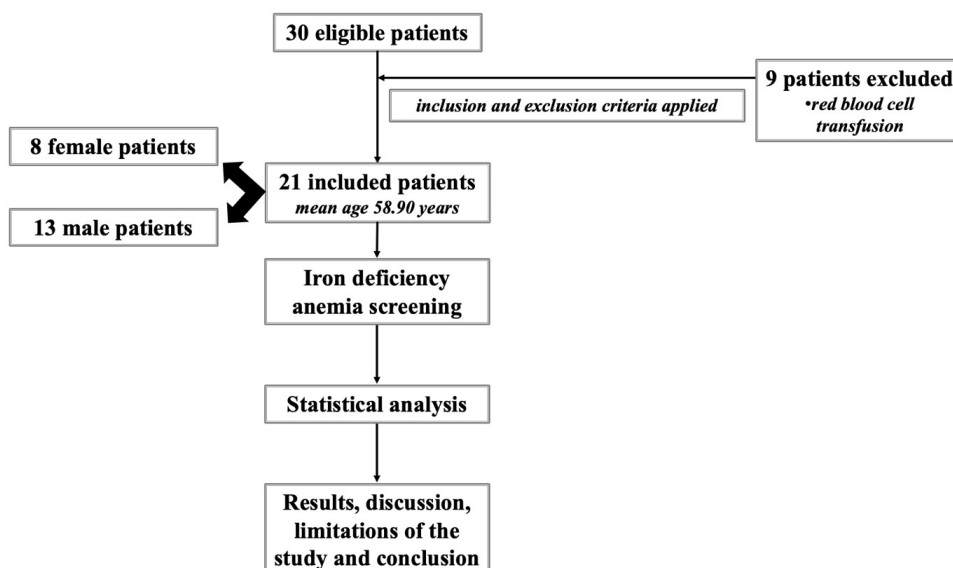 30 eligible patients
9 patients excluded
•red blood cell
transfusion
inclusion and exclusion criteria applied
8 female patients
21 included patients
mean age 58.90 years
13 male patients
Iron deficiency
anemia screening
Statistical analysis
Results, discussion,
limitations of the
study and conclusion